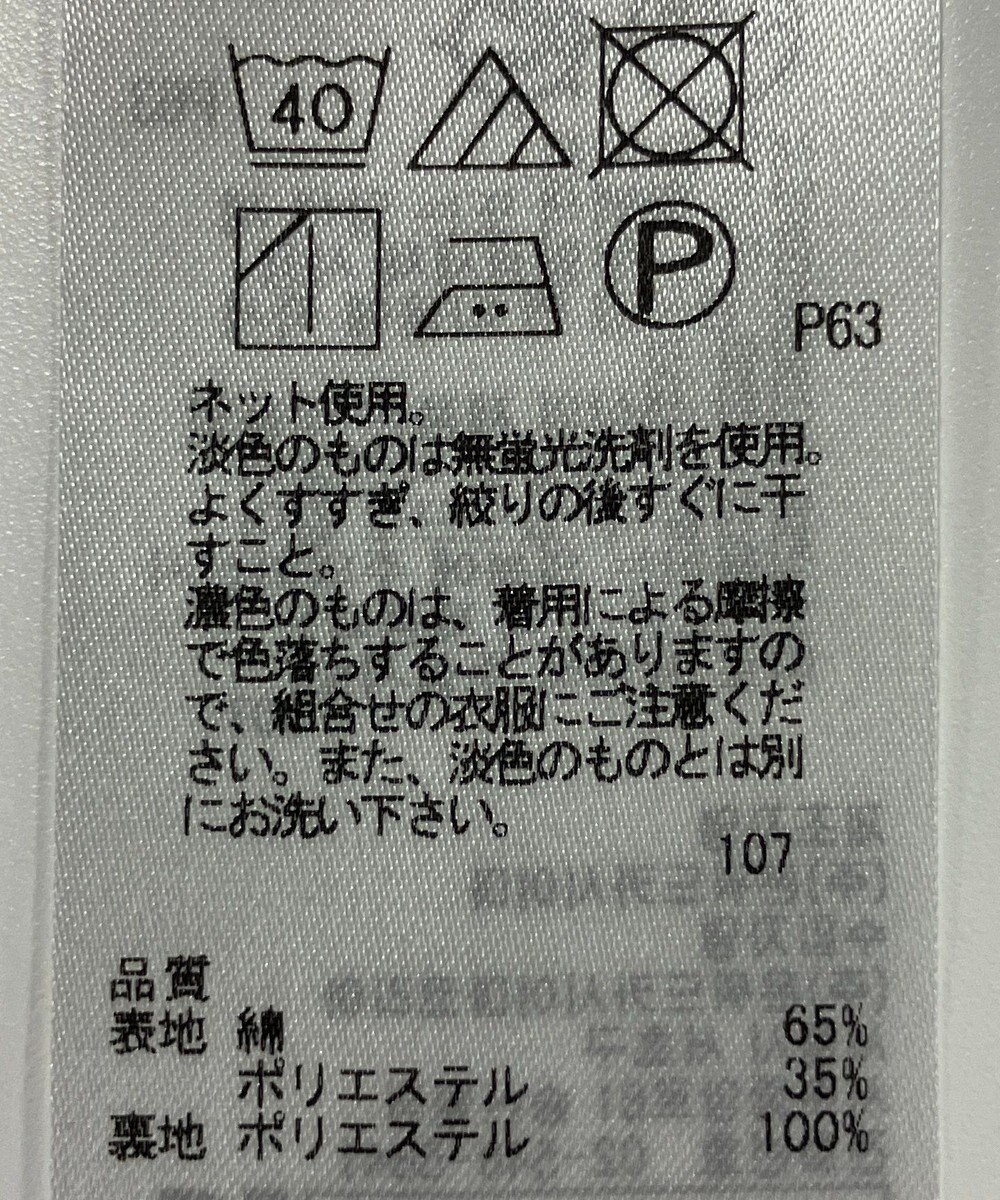 40
P
P63
ネット使用。
淡色のものは無蛍光洗剤を使用。
よくすすぎ、絞りの後すぐに干
すこと。
濃色のものは、着用による摩擦
で色落ちすることがありますの
で、組合せの衣服にご注意くだ
さい。また、淡色のものとは別
にお洗い下さい。
107
品質
表地 綿 65%
ポリエステル 35%
裏地 ポリエステル 100%